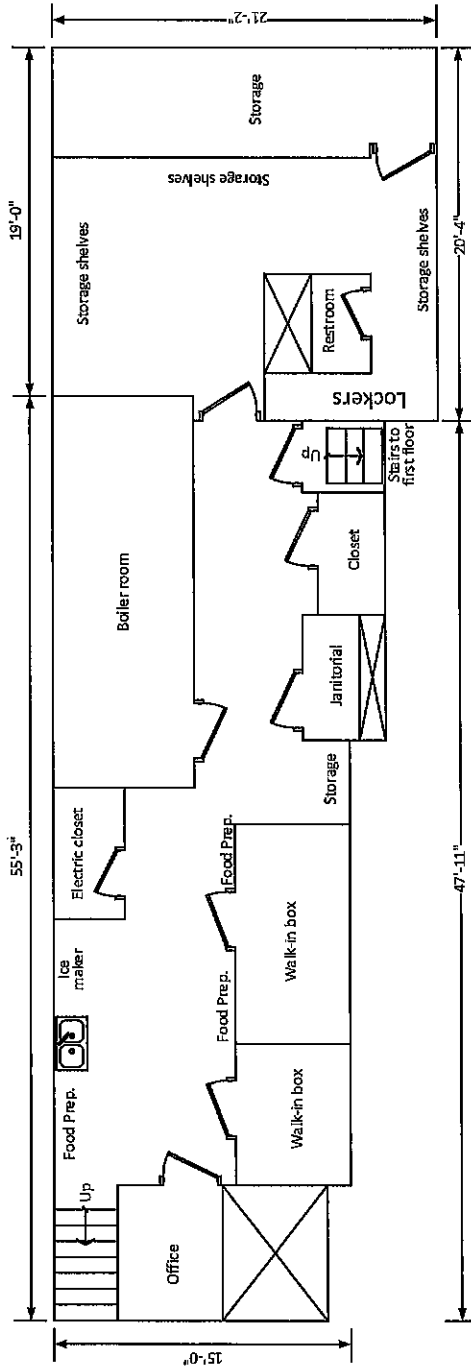 55'-3"
19'-0"
21'-2"
Up
Food Prep.
Ice
maker
Electric closet
Boiler room
Storage shelves
Storage shelves
Storage
Office
Food Prep.
Food Prep.
Walk-in box
Walk-in box
Storage
Janitorial
Closet
Up
Stairs to
first floor
Lockers
Restroom
Storage shelves
15'-0"
47'-11"
20'-4"